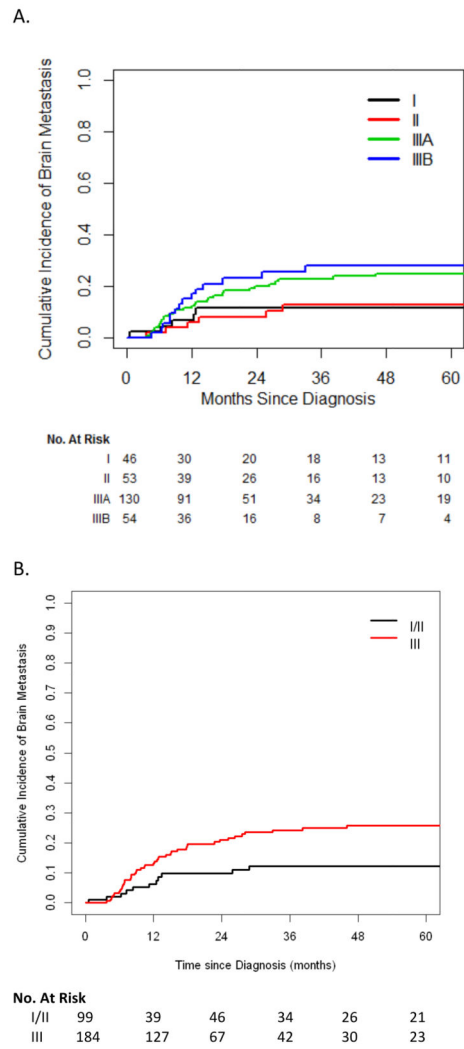 A.
Cumulative Incidence of Brain Metastasis
1.0
0.8
0.6
0.4
0.2
0.0
I
II
IIIA
IIIB
0 12 24 36 48 60
Months Since Diagnosis
No. At Risk
I 46 30 20 18 13 11
II 53 39 26 16 13 10
IIIA 130 91 51 34 23 19
IIIB 54 36 16 8 7 4
B.
Cumulative Incidence of Brain Metastasis
1.0
0.9
0.8
0.7
0.6
0.5
0.4
0.3
0.2
0.1
0.0
I/II
III
0 12 24 36 48 60
Time since Diagnosis (months)
No. At Risk
I/II 99 39 46 34 26 21
III 184 127 67 42 30 23